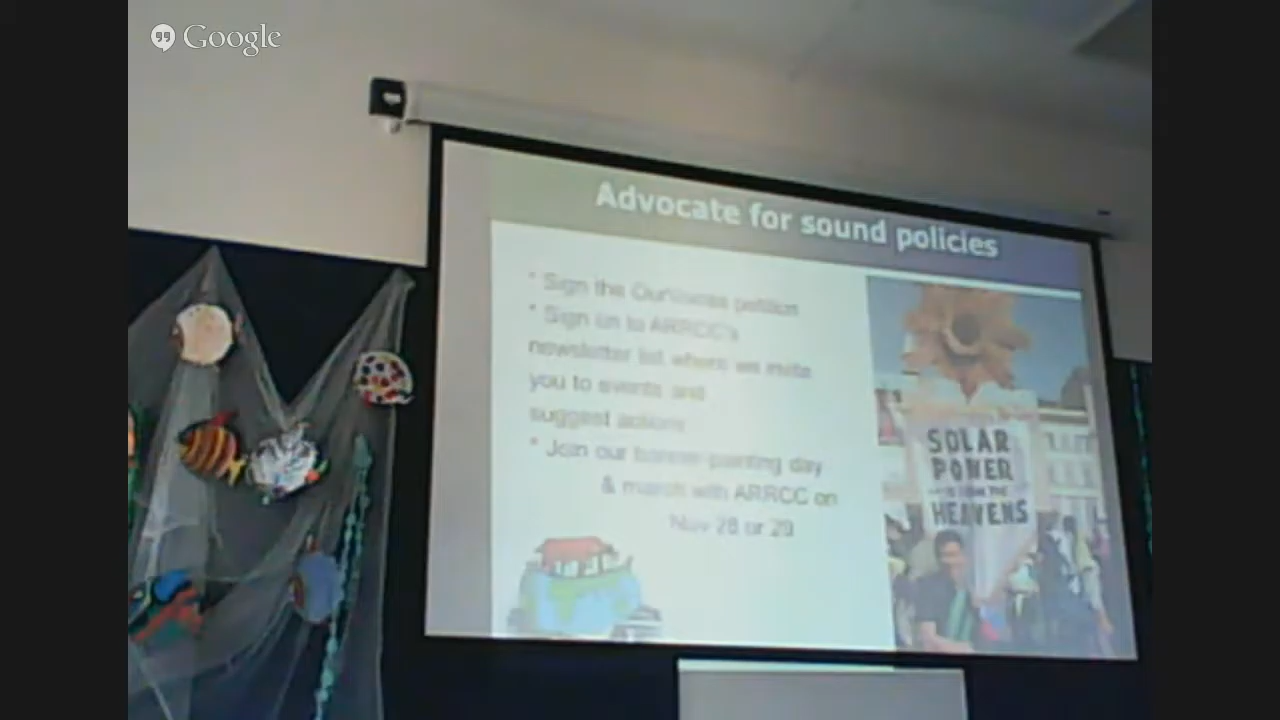 Google
Advocate for sound policies
* Sign the OurVoices petition
* Sign on to ARRCC's
newsletter list where we invite
you to events and
suggest actions
* Join our banner-painting day
& march with ARRCC on
Nov 28 or 29
SOLAR
POWER
IS FROM THE
HEAVENS